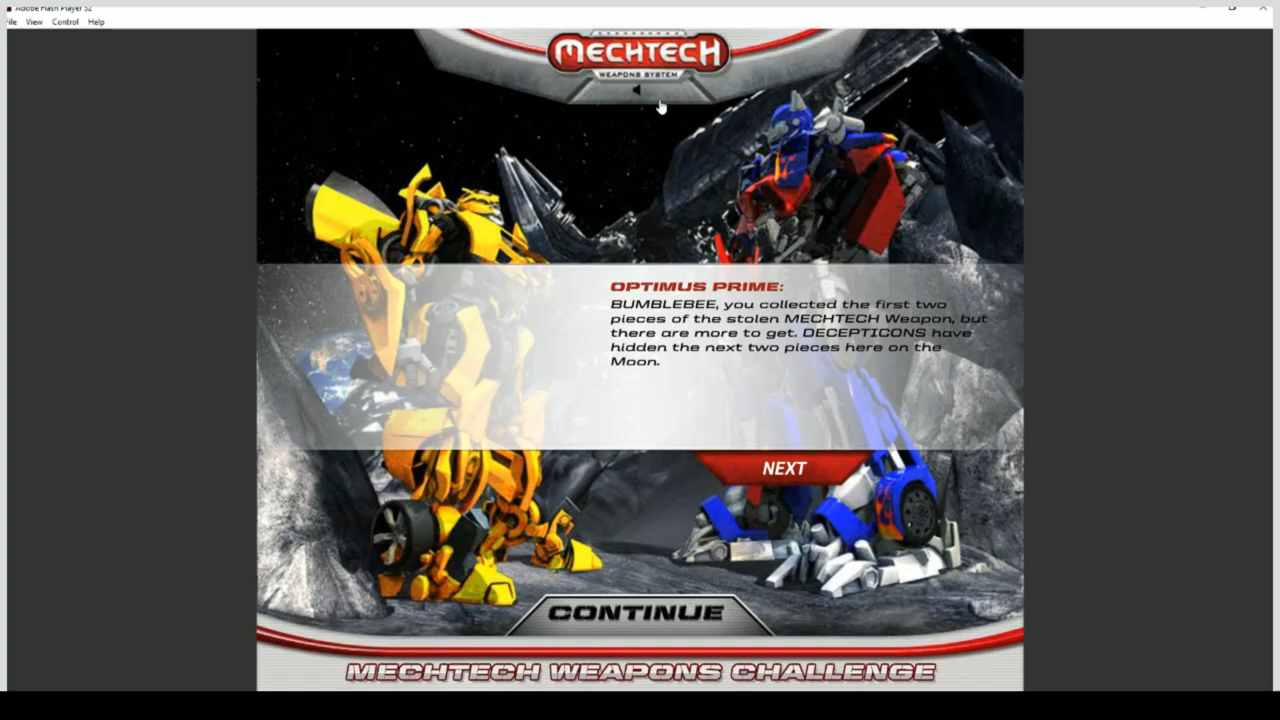 Adobe Flash Player 32
File View Control Help
MECHTECH
WEAPONS SYSTEM
OPTIMUS PRIME:
BUMBLEBEE, you collected the first two
pieces of the stolen MECHTECH Weapon, but
there are more to get. DECEPTICONS have
hidden the next two pieces here on the
Moon.
NEXT
CONTINUE
MECHTECH WEAPONS CHALLENGE